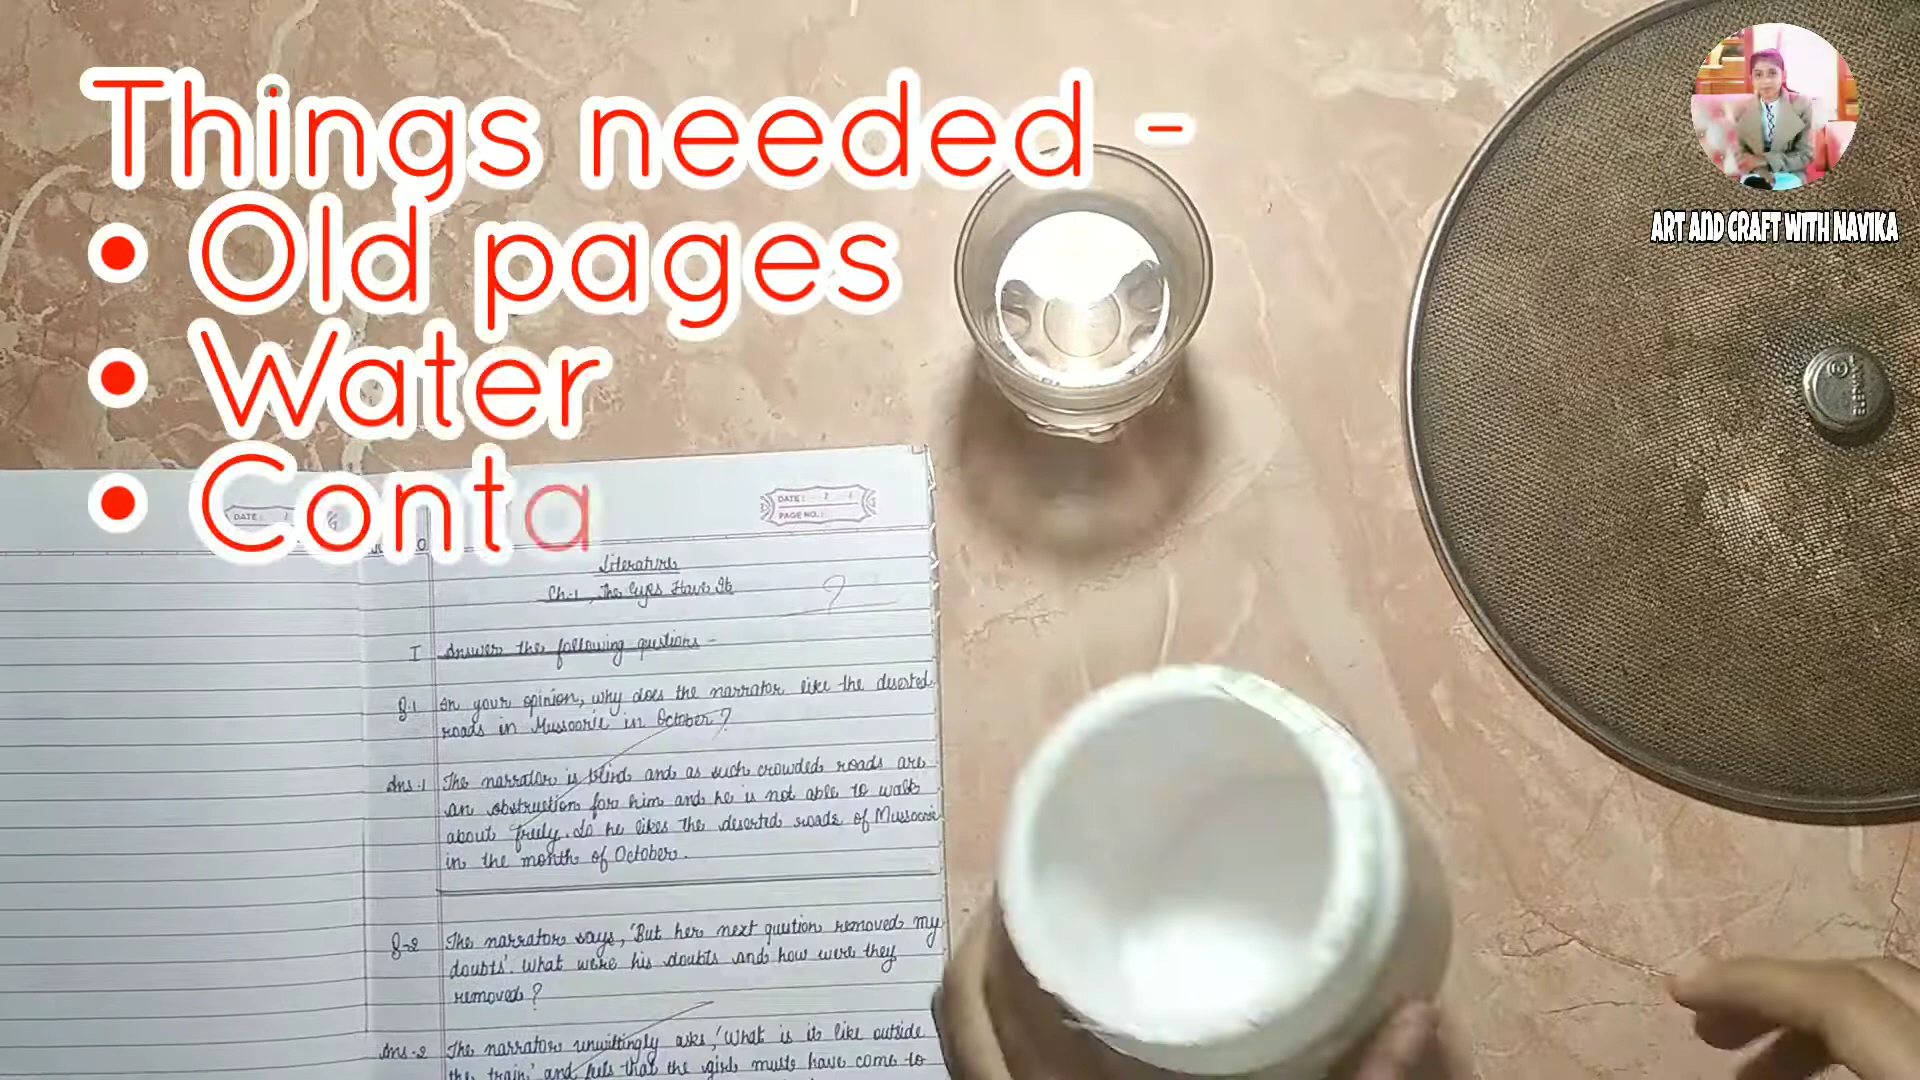 Things needed -
• Old pages
• Water
• Conta
ART AND CRAFT WITH NAVIKA
DATE: / /
PAGE NO.:
DATE: /
Literature
Ch-1, The Eyes Have It
I Answer the following questions -
Q.1 In your opinion, why does the narrator like the deserted
roads in Mussoorie in October?
Ans.1 The narrator is blind and as such crowded roads are
an obstruction for him and he is not able to walk
about freely. So he likes the deserted roads of Mussoorie
in the month of October.
Q-2 The narrator says, 'But her next question removed my
doubts'. What were his doubts and how were they
removed?
Ans-2 The narrator unwittingly asks, 'What is it like outside
the train' and feels that the girl must have come to